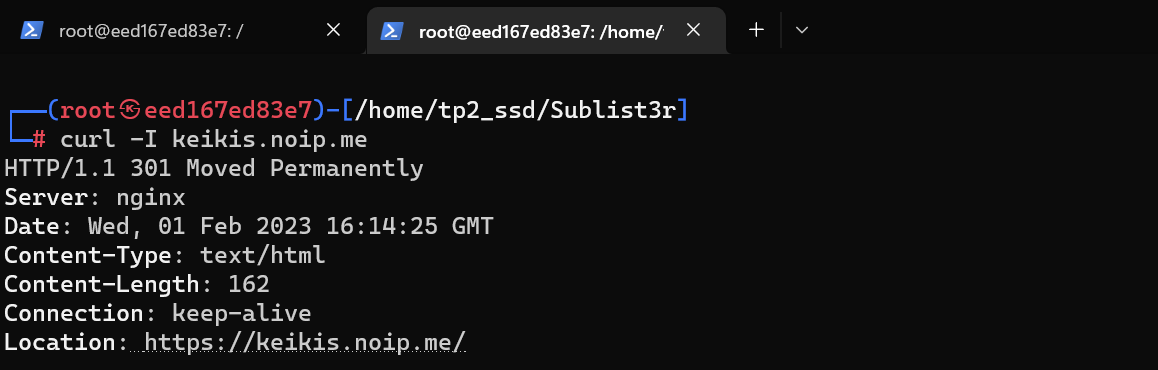 root@eed167ed83e7: /
root@eed167ed83e7: /home/
(root㉿eed167ed83e7)-[/home/tp2_ssd/Sublist3r]
# curl -I keikis.noip.me
HTTP/1.1 301 Moved Permanently
Server: nginx
Date: Wed, 01 Feb 2023 16:14:25 GMT
Content-Type: text/html
Content-Length: 162
Connection: keep-alive
Location: https://keikis.noip.me/